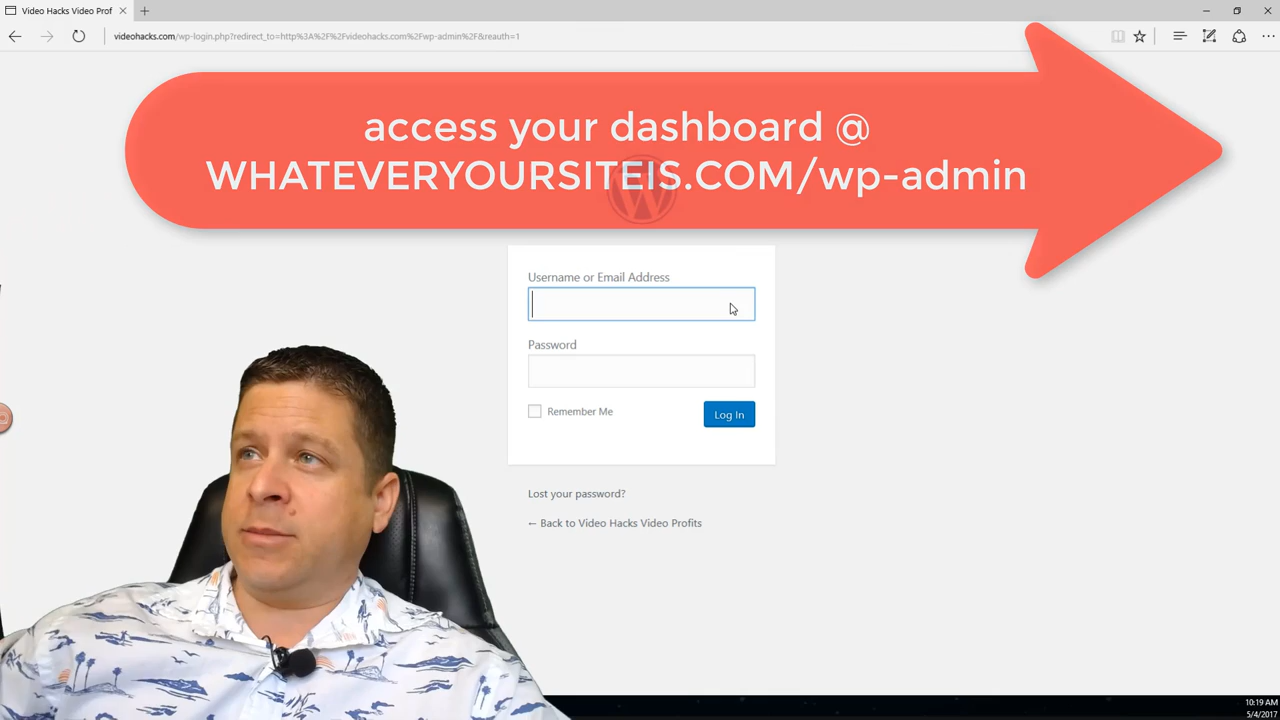 Video Hacks Video Prof
videohacks.com/wp-login.php?redirect_to=http%3A%2F%2Fvideohacks.com%2Fwp-admin%2F&reauth=1
access your dashboard @
WHATEVERYOURSITEIS.COM/wp-admin
Username or Email Address
Password
Remember Me
Log In
Lost your password?
← Back to Video Hacks Video Profits
10:19 AM
5/4/2017